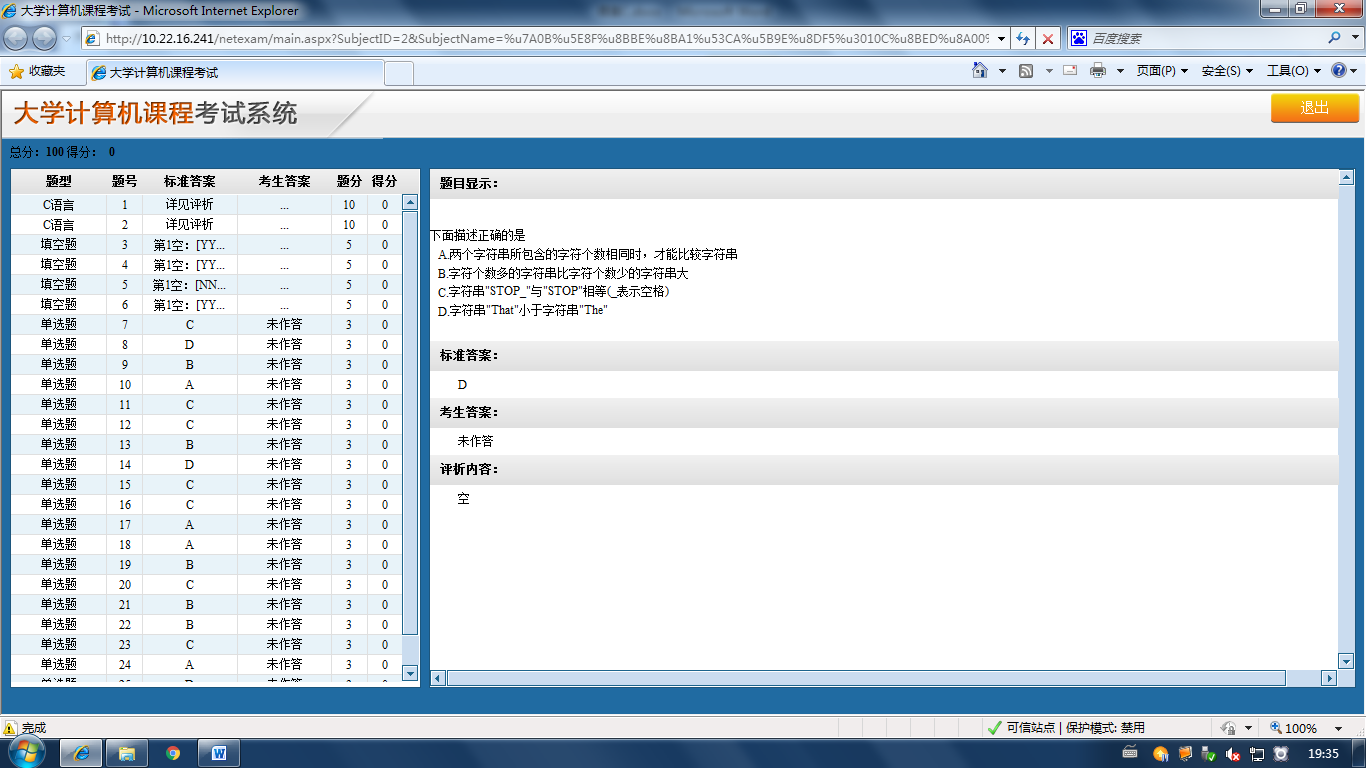 大学计算机课程考试 - Microsoft Internet Explorer
http://10.22.16.241/netexam/main.aspx?SubjectID=2&SubjectName=%u7A0B%u5E8F%u8BBE%u8BA1%u53CA%u5B9E%u8DF5%u3010C%u8BED%u8A00%
百度搜索
收藏夹
大学计算机课程考试
页面(P) 安全(S) 工具(O)
大学计算机课程考试系统
退出
总分：100 得分： 0
题型 题号 标准答案 考生答案 题分 得分
C语言 1 详见评析 ... 10 0
C语言 2 详见评析 ... 10 0
填空题 3 第1空：[YY... ... 5 0
填空题 4 第1空：[YY... ... 5 0
填空题 5 第1空：[NN... ... 5 0
填空题 6 第1空：[YY... ... 5 0
单选题 7 C 未作答 3 0
单选题 8 D 未作答 3 0
单选题 9 B 未作答 3 0
单选题 10 A 未作答 3 0
单选题 11 C 未作答 3 0
单选题 12 C 未作答 3 0
单选题 13 B 未作答 3 0
单选题 14 D 未作答 3 0
单选题 15 C 未作答 3 0
单选题 16 C 未作答 3 0
单选题 17 A 未作答 3 0
单选题 18 A 未作答 3 0
单选题 19 B 未作答 3 0
单选题 20 C 未作答 3 0
单选题 21 B 未作答 3 0
单选题 22 B 未作答 3 0
单选题 23 C 未作答 3 0
单选题 24 A 未作答 3 0
题目显示：
下面描述正确的是
A.两个字符串所包含的字符个数相同时，才能比较字符串
B.字符个数多的字符串比字符个数少的字符串大
C.字符串"STOP_"与"STOP"相等(_表示空格)
D.字符串"That"小于字符串"The"
标准答案：
D
考生答案：
未作答
评析内容：
空
完成
可信站点 | 保护模式: 禁用
100%
19:35